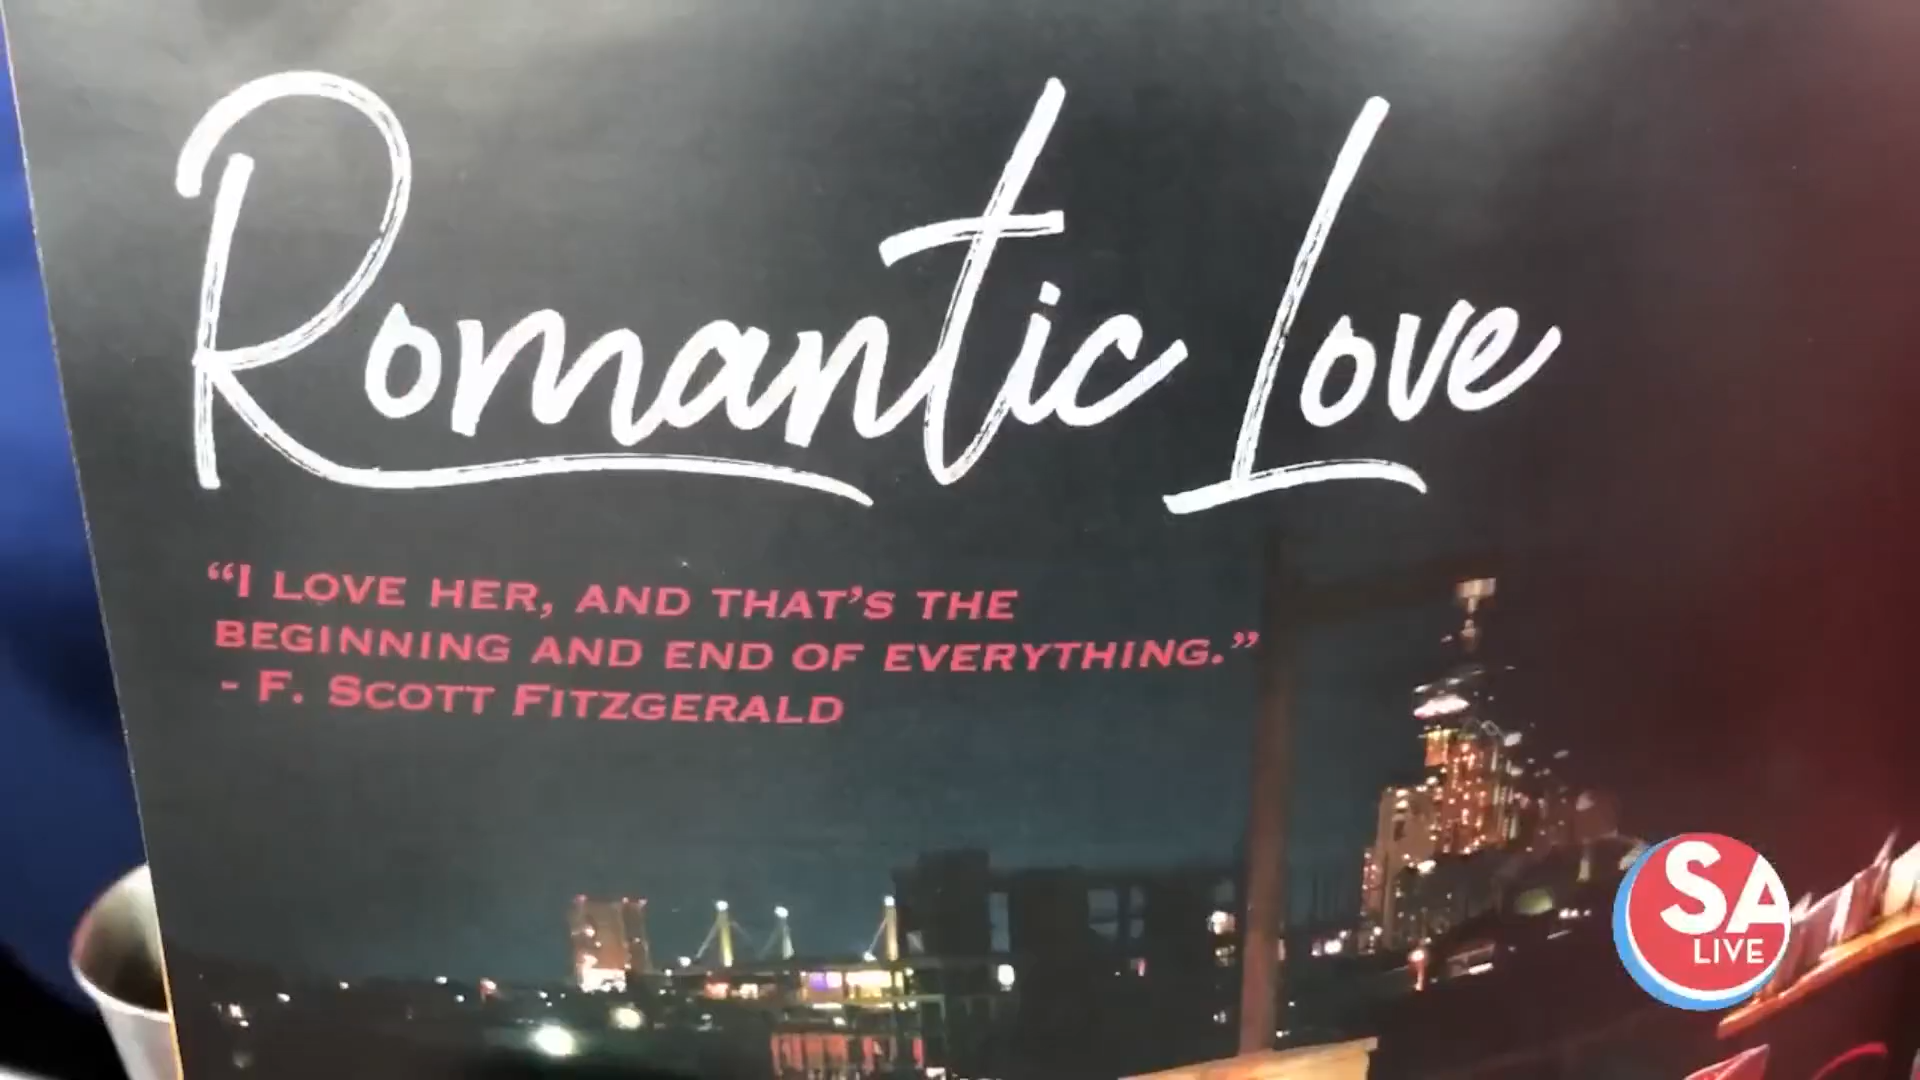 Romantic Love
“I LOVE HER, AND THAT’S THE
BEGINNING AND END OF EVERYTHING.”
- F. SCOTT FITZGERALD
SA
LIVE